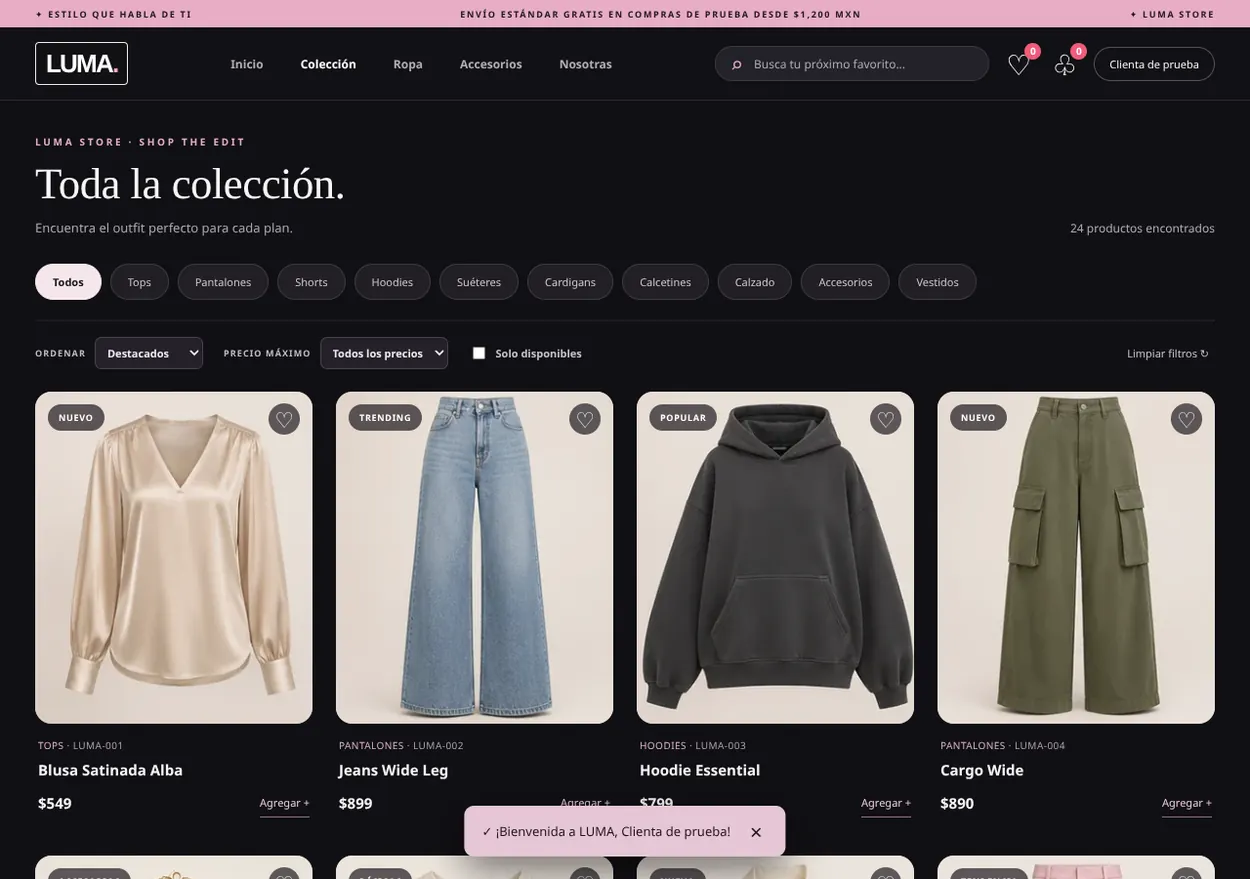 ✦ ESTILO QUE HABLA DE TI
ENVÍO ESTÁNDAR GRATIS EN COMPRAS DE PRUEBA DESDE $1,200 MXN
✦ LUMA STORE
LUMA.
Inicio
Colección
Ropa
Accesorios
Nosotras
Busca tu próximo favorito...
0
0
Clienta de prueba
LUMA STORE · SHOP THE EDIT
Toda la colección.
Encuentra el outfit perfecto para cada plan.
24 productos encontrados
Todos
Tops
Pantalones
Shorts
Hoodies
Suéteres
Cardigans
Calcetines
Calzado
Accesorios
Vestidos
ORDENAR
Destacados
PRECIO MÁXIMO
Todos los precios
Solo disponibles
Limpiar filtros ↻
NUEVO
TRENDING
POPULAR
NUEVO
TOPS · LUMA-001
PANTALONES · LUMA-002
HOODIES · LUMA-003
PANTALONES · LUMA-004
Blusa Satinada Alba
Jeans Wide Leg
Hoodie Essential
Cargo Wide
$549
Agregar +
$899
Agregar +
$799
Agregar +
$890
Agregar +
✓ ¡Bienvenida a LUMA, Clienta de prueba! ✕